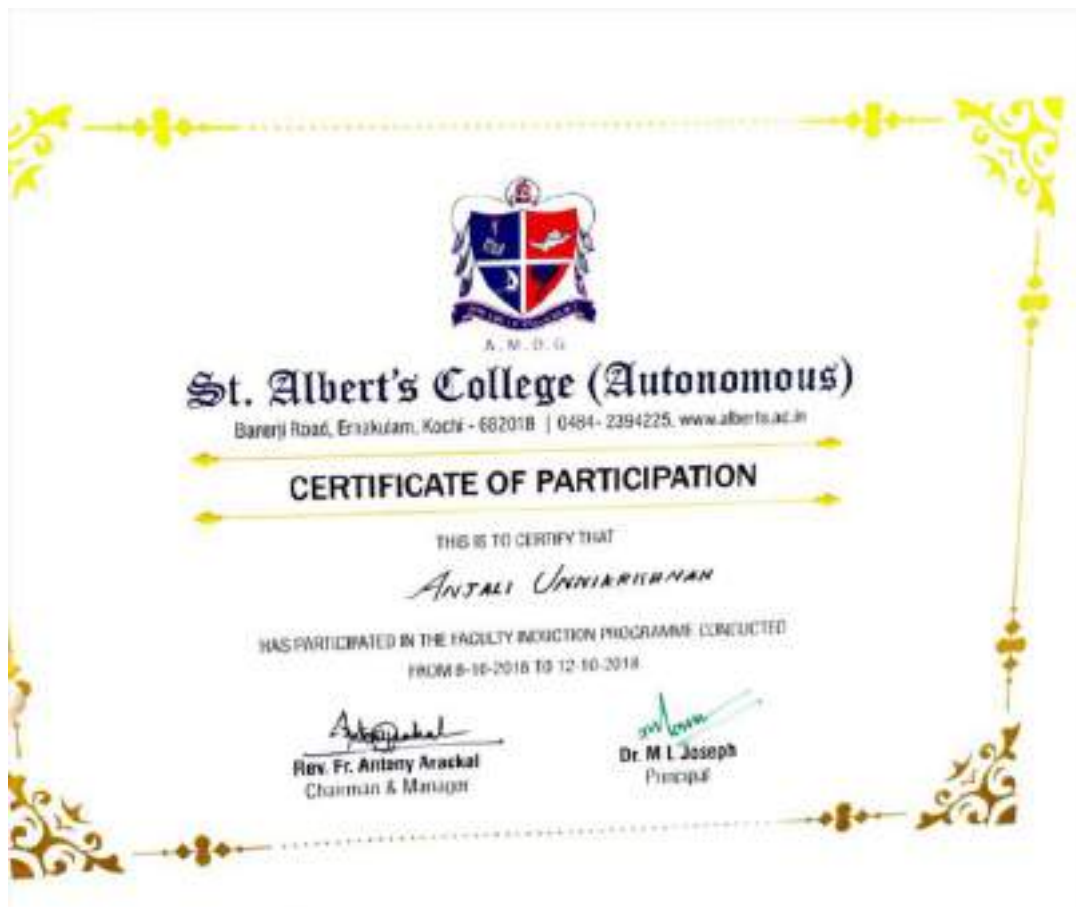 A.M.D.G
St. Albert's College (Autonomous)
Banerji Road, Ernakulam, Kochi - 682018 | 0484- 2394225, www.alberts.ac.in
CERTIFICATE OF PARTICIPATION
THIS IS TO CERTIFY THAT
ANJALI UNNIKRISHNAN
HAS PARTICIPATED IN THE FACULTY INDUCTION PROGRAMME CONDUCTED
FROM 8-10-2018 TO 12-10-2018
Rev. Fr. Antony Arackal
Chairman & Manager
Dr. M L Joseph
Principal